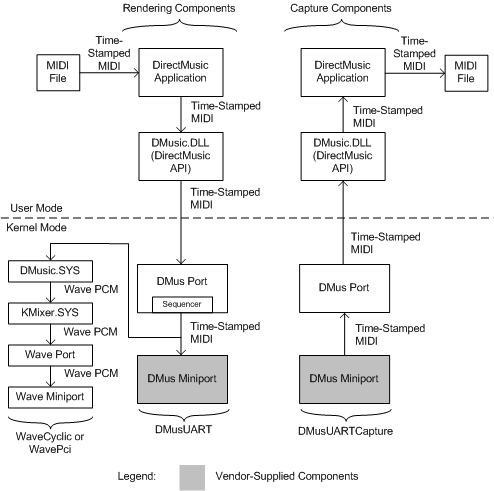 Rendering Components
Capture Components
MIDI
File
Time-
Stamped
MIDI
DirectMusic
Application
DirectMusic
Application
Time-
Stamped
MIDI
MIDI
File
Time-Stamped
MIDI
Time-Stamped
MIDI
DMusic.DLL
(DirectMusic
API)
DMusic.DLL
(DirectMusic
API)
Time-Stamped
MIDI
User Mode
Kernel Mode
Time-Stamped
MIDI
DMusic.SYS
Wave PCM
KMixer.SYS
Wave PCM
Wave Port
Wave PCM
Wave Miniport
WaveCyclic or
WavePci
DMus Port
Sequencer
Time-Stamped
MIDI
DMus Miniport
DMusUART
DMus Port
Time-Stamped
MIDI
DMus Miniport
DMusUARTCapture
Legend:
Vendor-Supplied Components